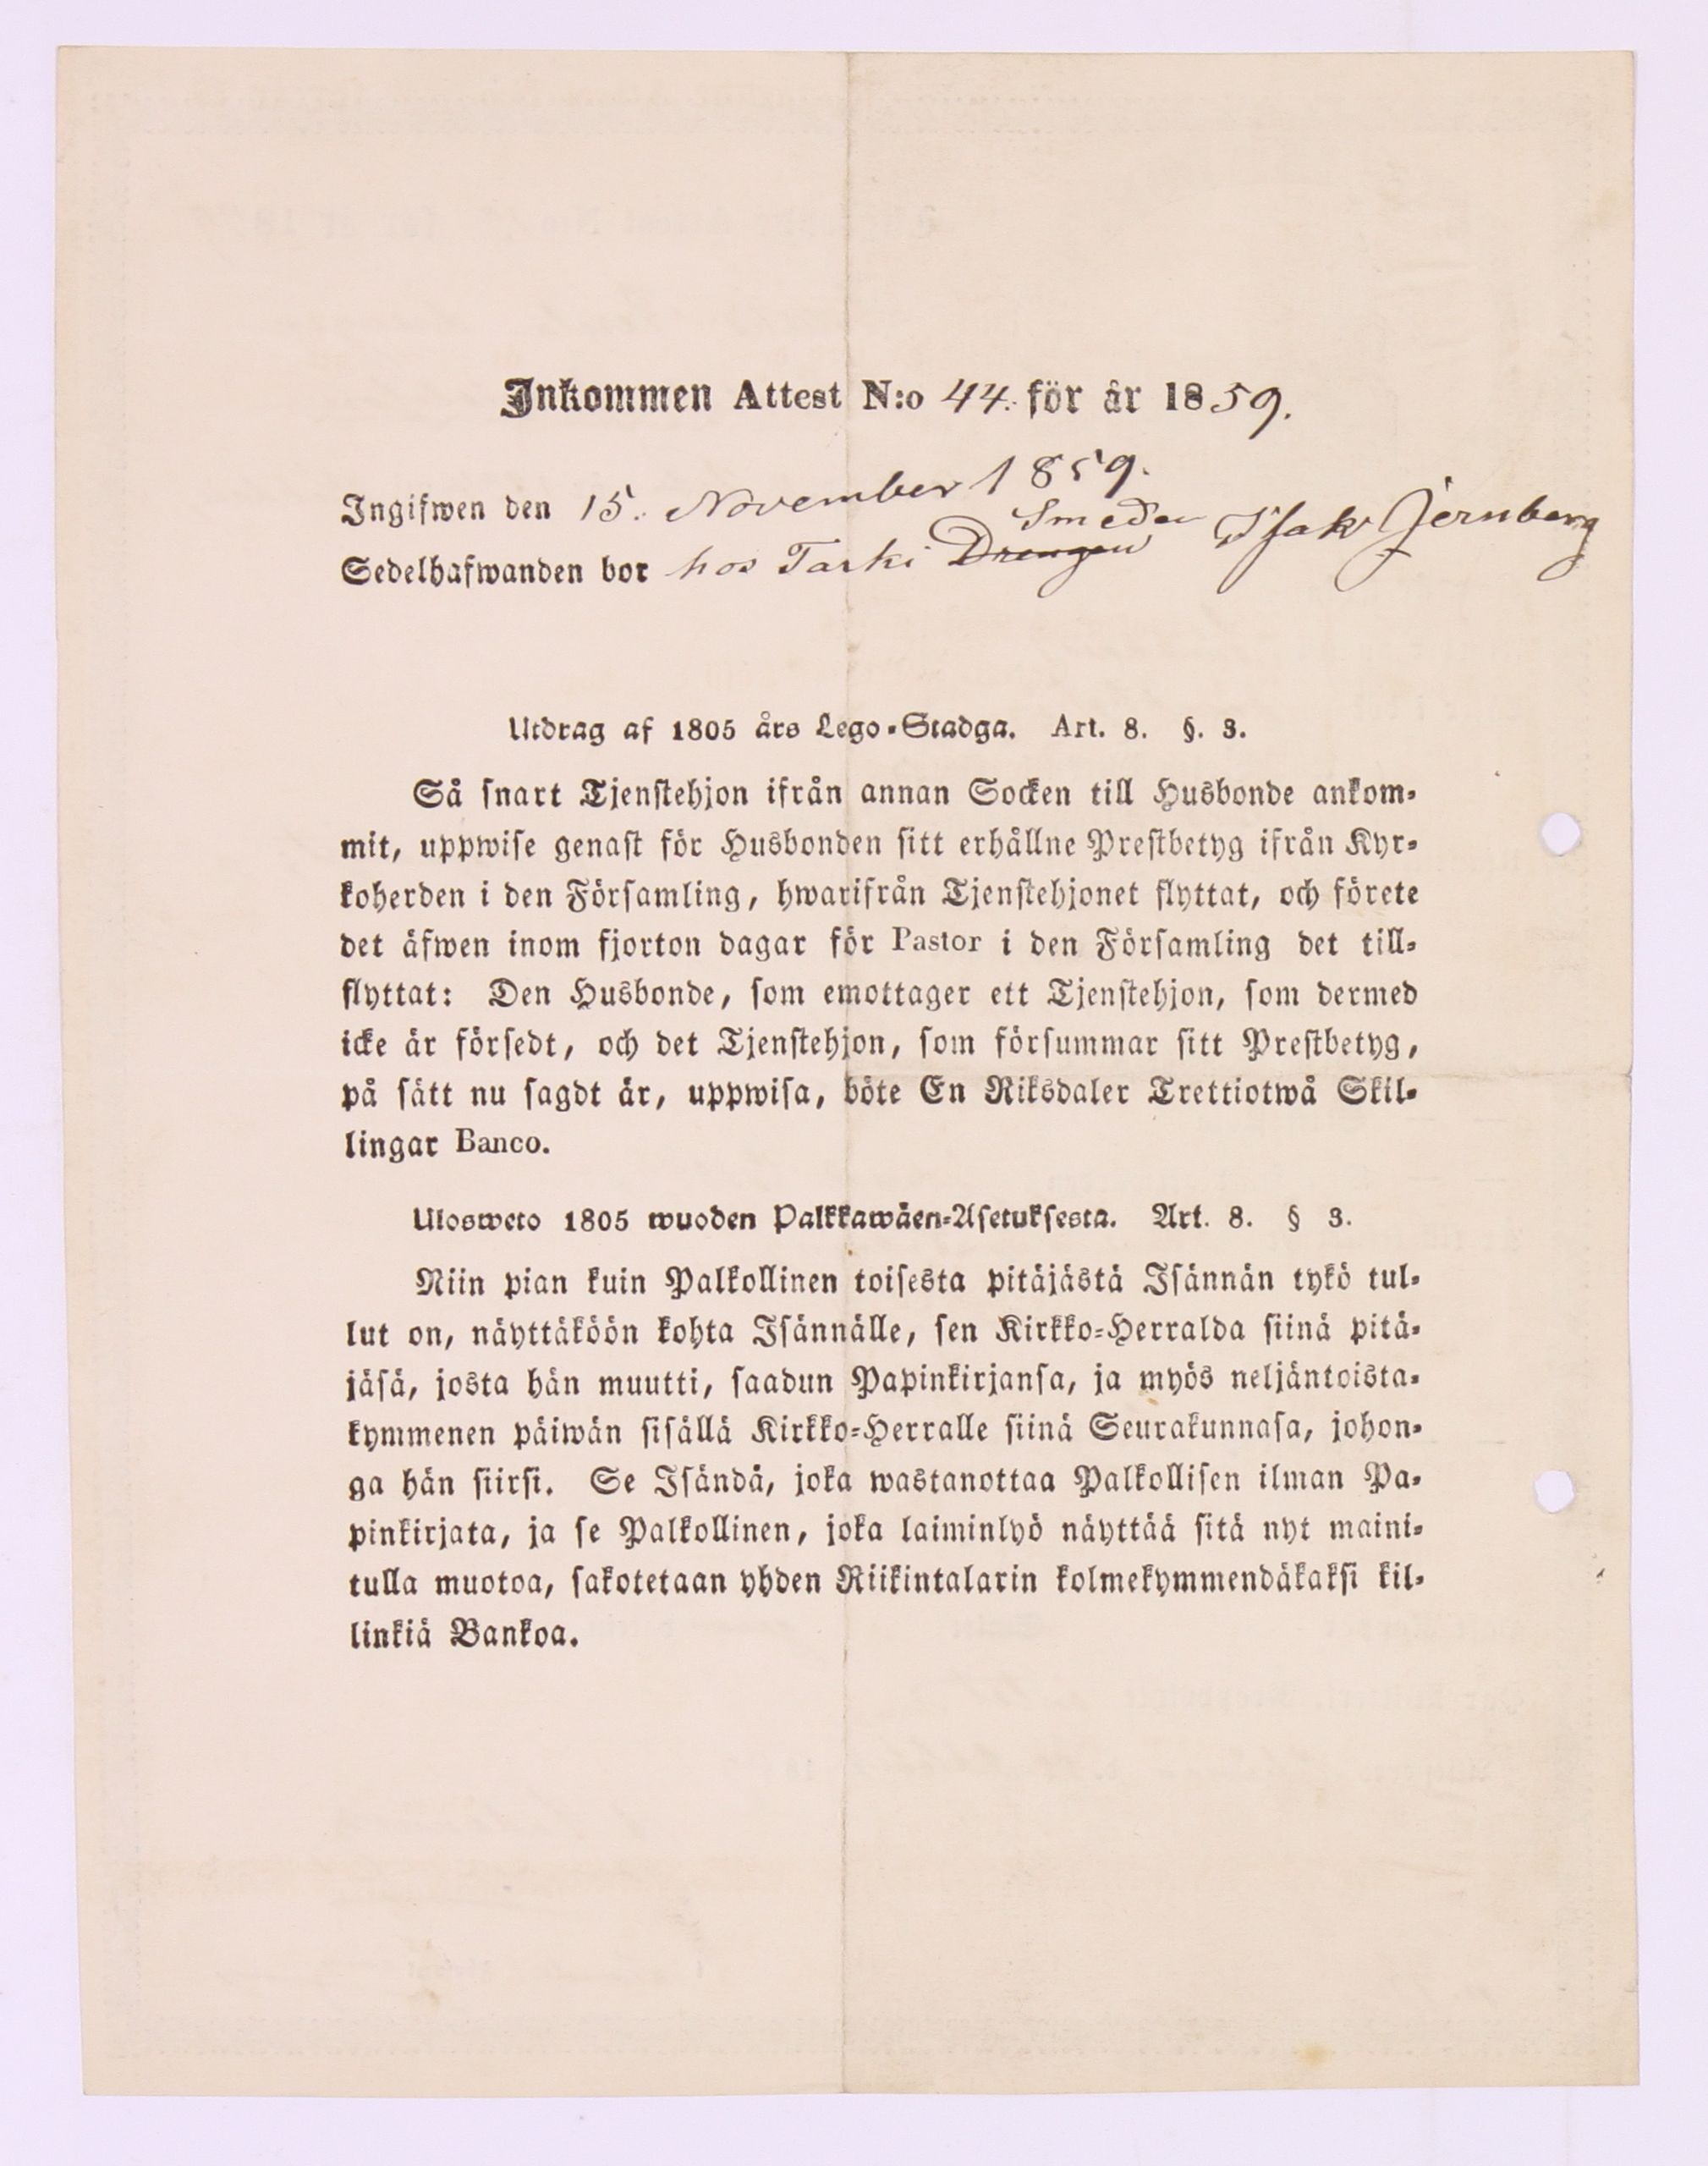 Inkommen Attest N:o 44. för år 1859.
Ingifwen den 15. November 1859.
Smeden Isak Jernberg
Sedelhafwanden bor hos Tarki Drengen
Utdrag af 1805 års Lego-Stadga. Art. 8. §. 3.
Så snart Tjenstehjon ifrån annan Socken till Husbonde ankom-
mit, uppwise genast för Husbonden sitt erhållne Prestbetyg ifrån Kyr-
koherden i den Församling, hwarifrån Tjenstehjonet flyttat, och förete
det äfwen inom fjorton dagar för Pastor i den Församling det till-
flyttat: Den Husbonde, som emottager ett Tjenstehjon, som dermed
icke är försedt, och det Tjenstehjon, som försummar sitt Prestbetyg,
på sätt nu sagdt är, uppwisa, böte En Riksdaler Trettiotwå Skil-
lingar Banco.
Ulosweto 1805 wuoden Palkkawäen-Asetuksesta. Art. 8. § 3.
Niin pian kuin Palkollinen toisesta pitäjästä Isännän tykö tul-
lut on, näyttäköön kohta Isännälle, sen Kirkko-Herralda siinä pitä-
jäsä, josta hän muutti, saadun Papinkirjansa, ja myös neljäntoista-
kymmenen päiwän sisällä Kirkko-Herralle siinä Seurakunnasa, johon-
ga hän siirsi. Se Isändä, joka wastanottaa Palkollisen ilman Pa-
pinkirjata, ja se Palkollinen, joka laiminlyö näyttää sitä nyt maini-
tulla muotoa, sakotetaan yhden Riikintalarin kolmekymmendäkaksi kil-
linkiä Bankoa.